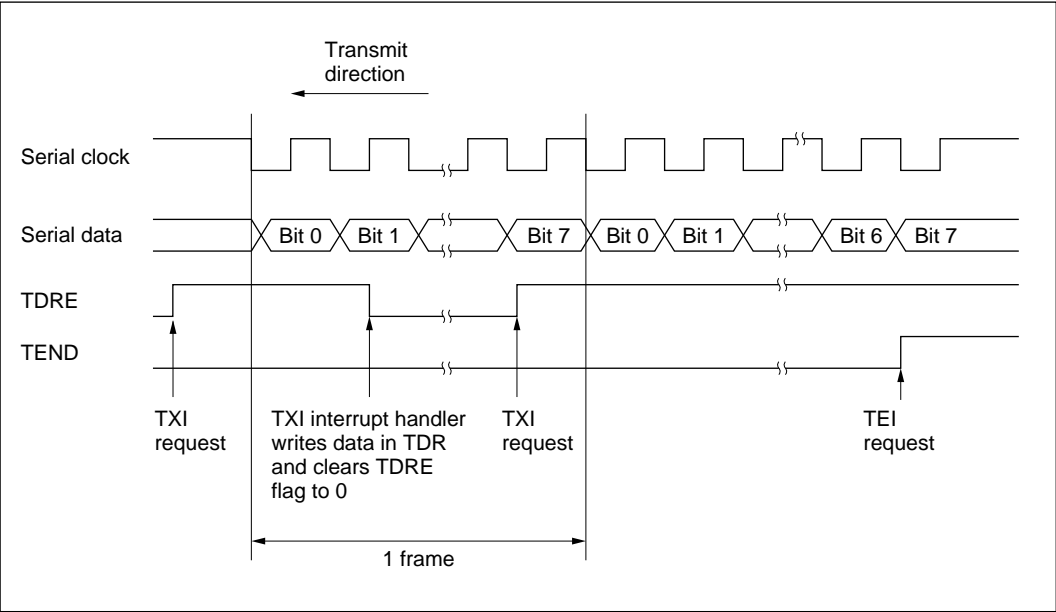 Transmit
direction
Serial clock
Serial data
Bit 0 Bit 1 Bit 7 Bit 0 Bit 1 Bit 6 Bit 7
TDRE
TEND
TXI
request
TXI interrupt handler
writes data in TDR
and clears TDRE
flag to 0
TXI
request
TEI
request
1 frame